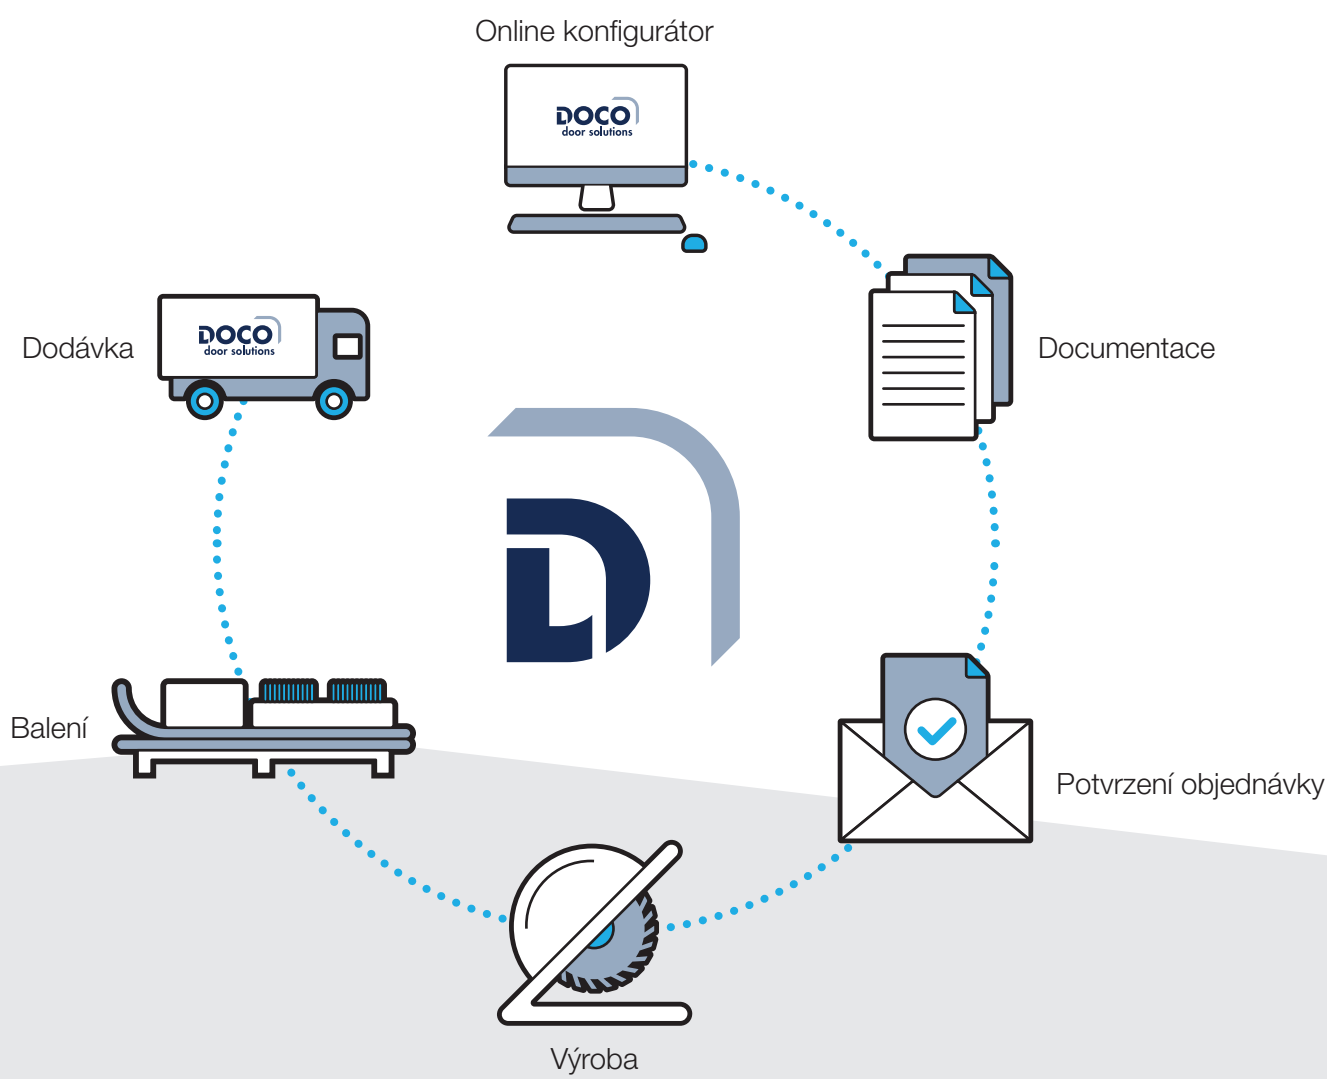 Online konfigurátor
DOCO
door solutions
Dodávka
DOCO
door solutions
Documentace
Balení
Potvrzení objednávky
Výroba